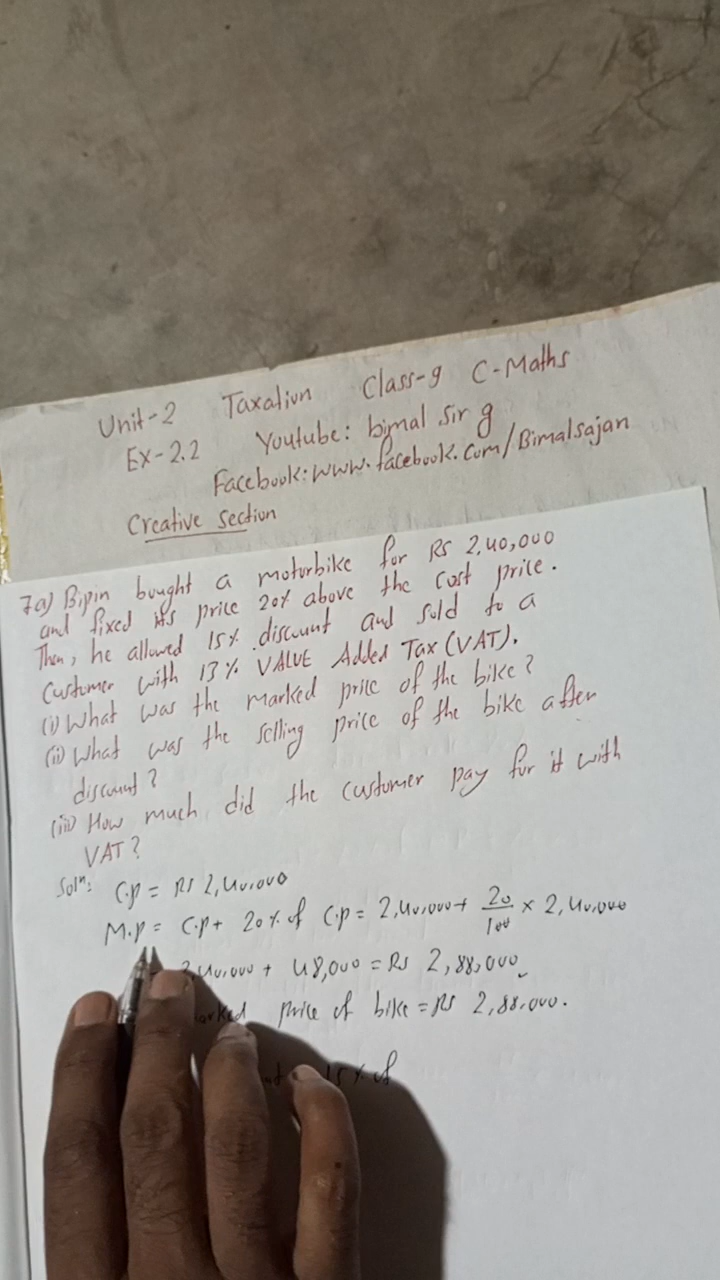 Unit-2 Taxation Class-9 C-Maths
Ex-2.2 Youtube: bimal sir g
Facebook: www.facebook.com/Bimalsajan
Creative section
7a) Bipin bought a motorbike for RS 2,40,000
and fixed its price 20% above the cost price.
Then, he allowed 15% discount and sold to a
Customer with 13% VALUE Added Tax (VAT).
(i) What was the marked price of the bike?
(ii) What was the selling price of the bike after
discount?
(iii) How much did the customer pay for it with
VAT?
Solⁿ: C.P = RS 2,40,000
M.P = C.P + 20% of C.P = 2,40,000 + 20/100 × 2,40,000
2,40,000 + 48,000 = Rs 2,88,000
arked price of bike = RS 2,88,000.
15% of